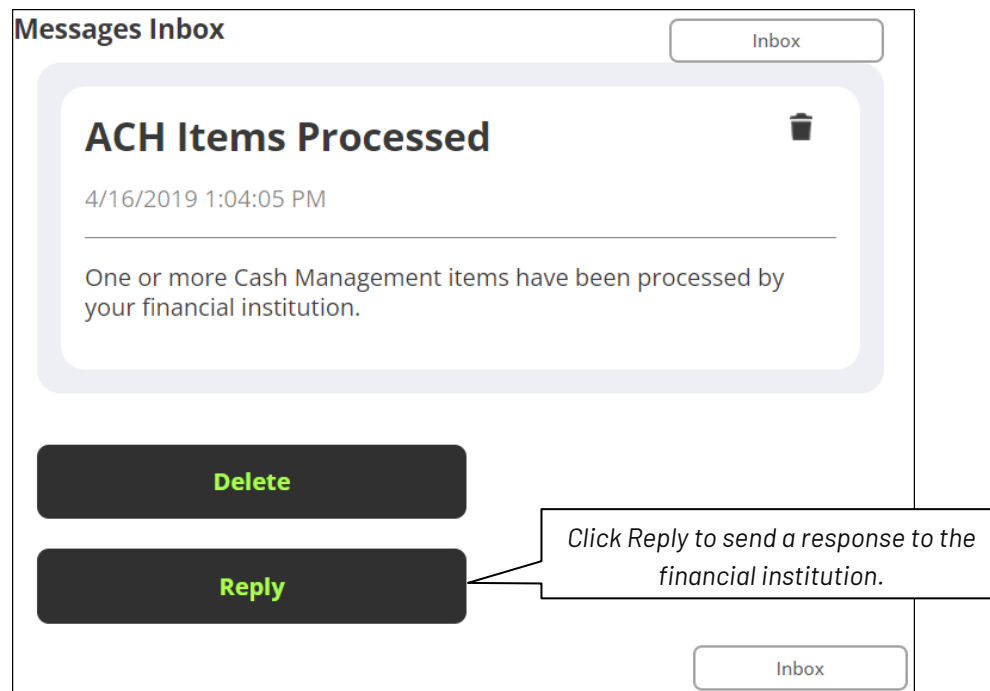 Messages Inbox
Inbox
ACH Items Processed
4/16/2019 1:04:05 PM
One or more Cash Management items have been processed by
your financial institution.
Delete
Click Reply to send a response to the
financial institution.
Reply
Inbox